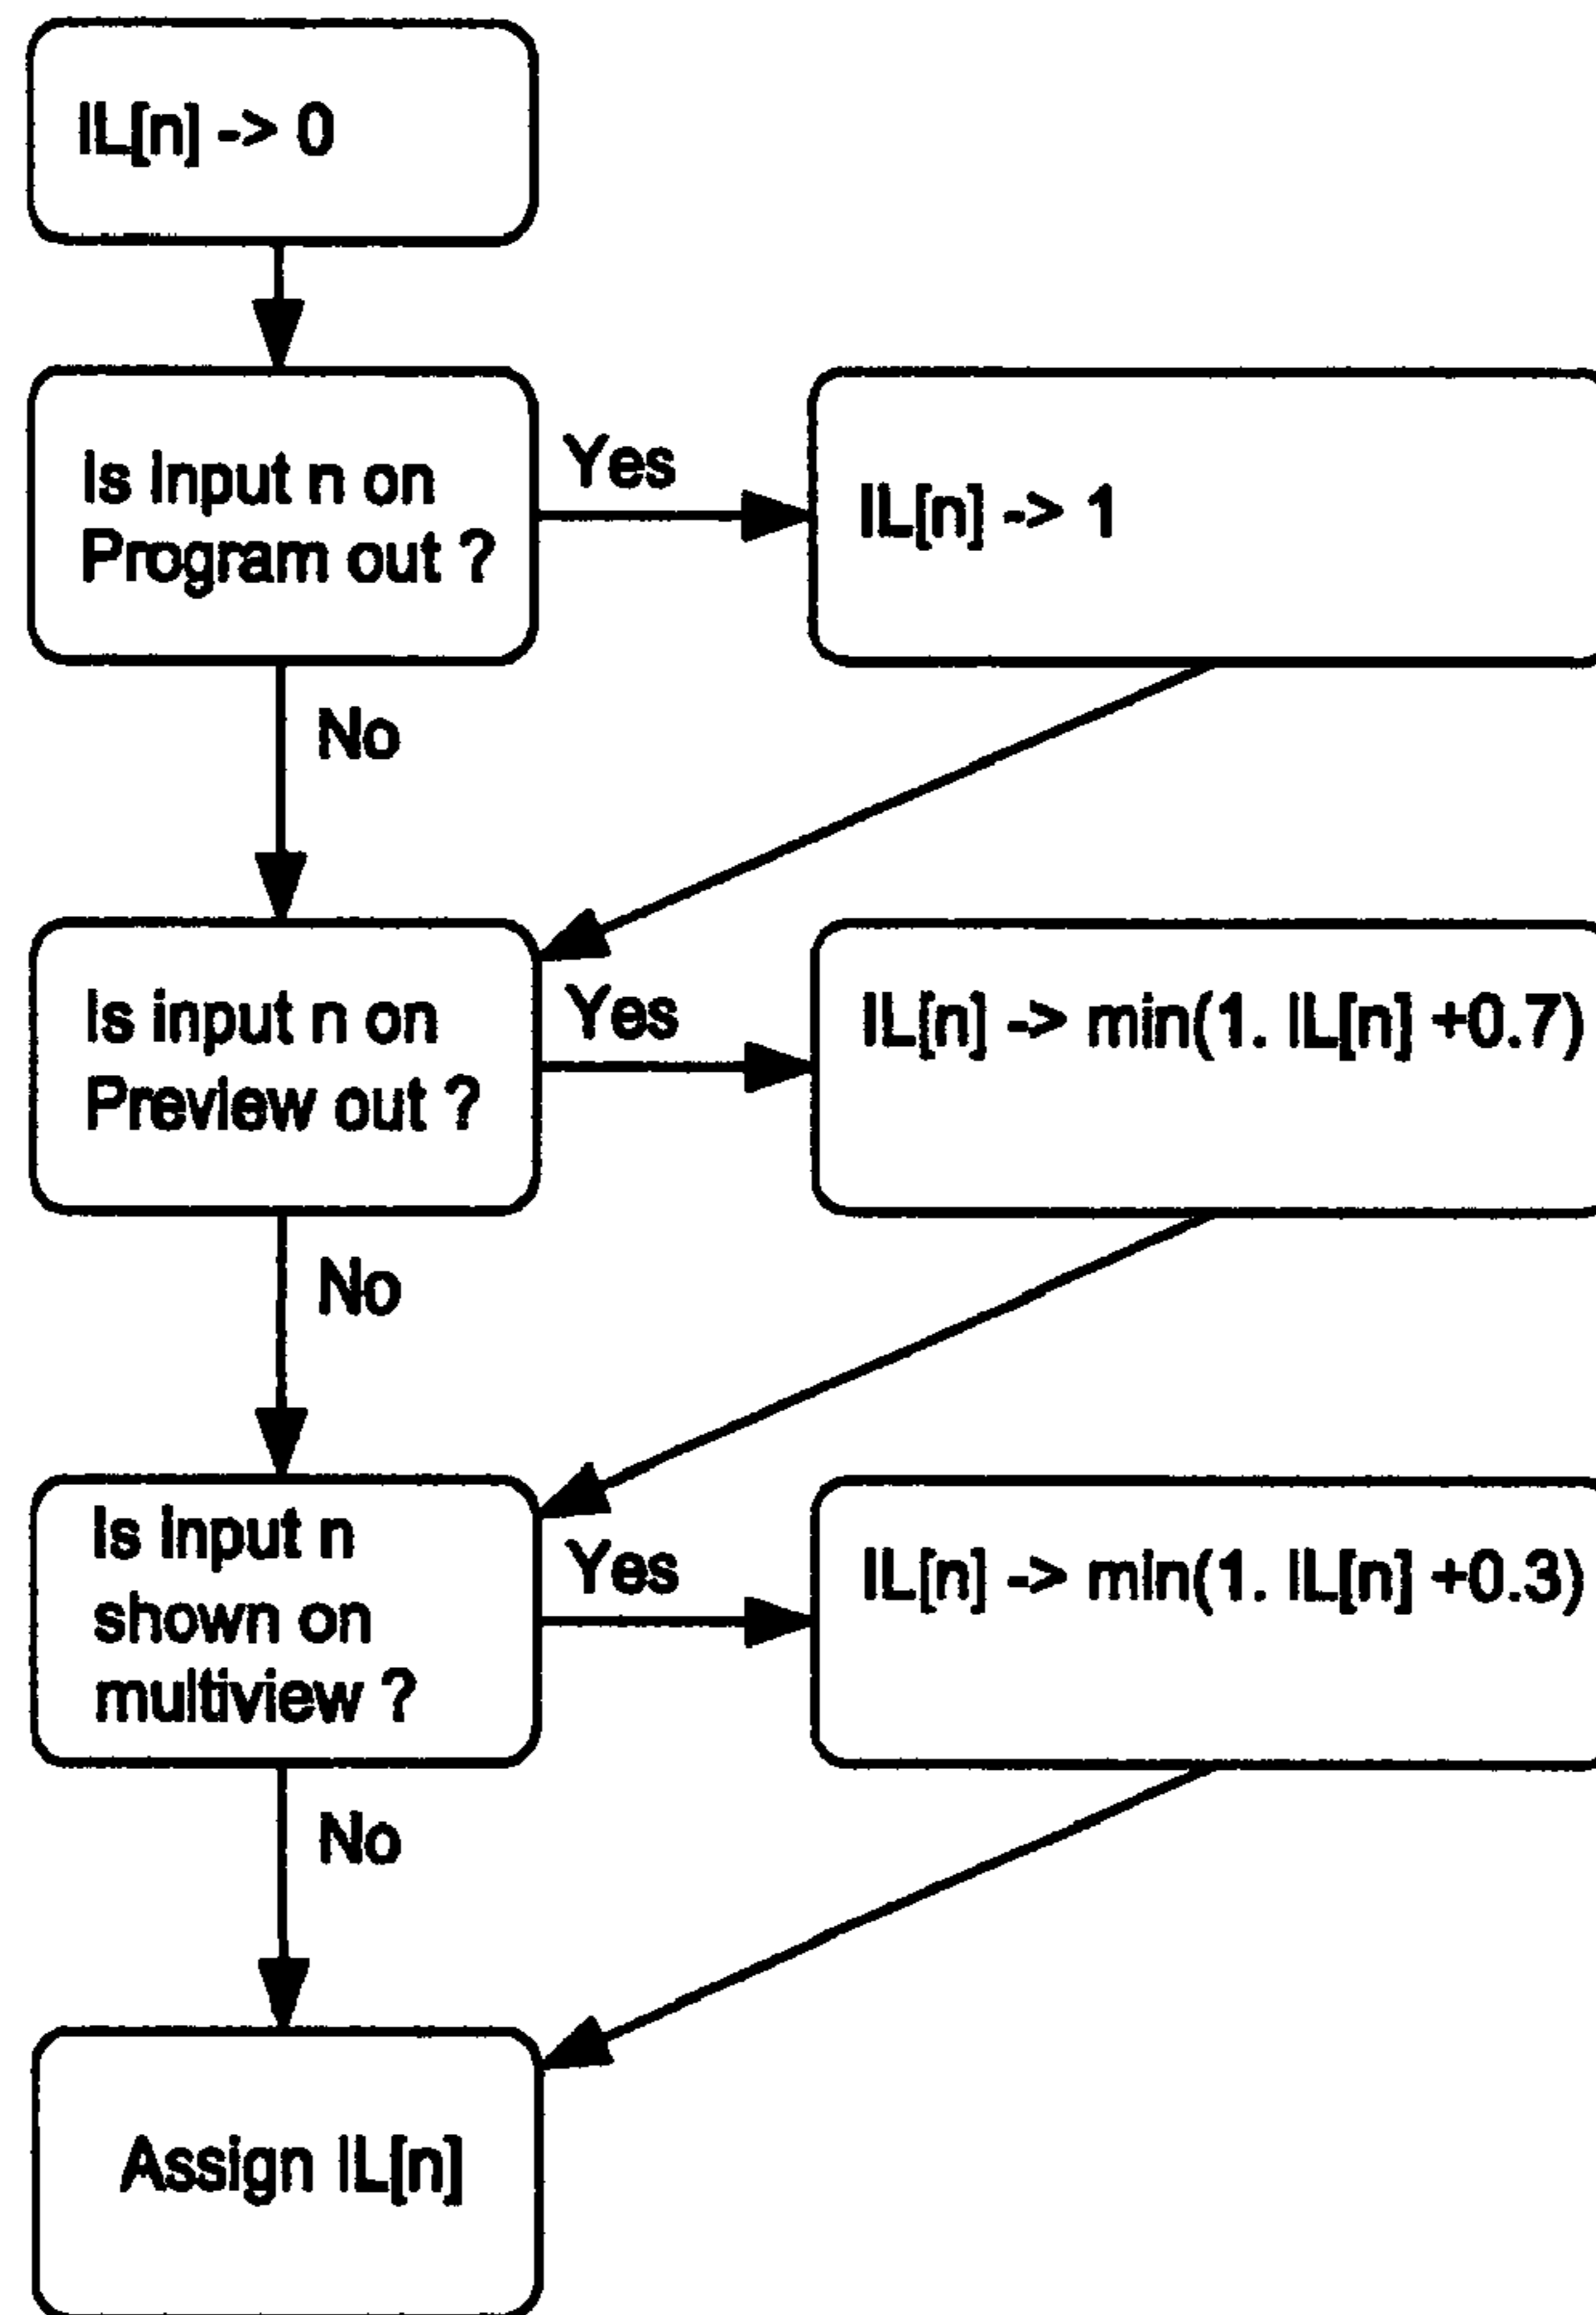 IL[n] -> 0
Is input n on
Program out ?
Yes
IL[n] -> 1
No
Is input n on
Preview out ?
Yes
IL[n] -> min(1. IL[n] +0.7)
No
Is input n
shown on
multiview ?
Yes
IL[n] -> min(1. IL[n] +0.3)
No
Assign IL[n]